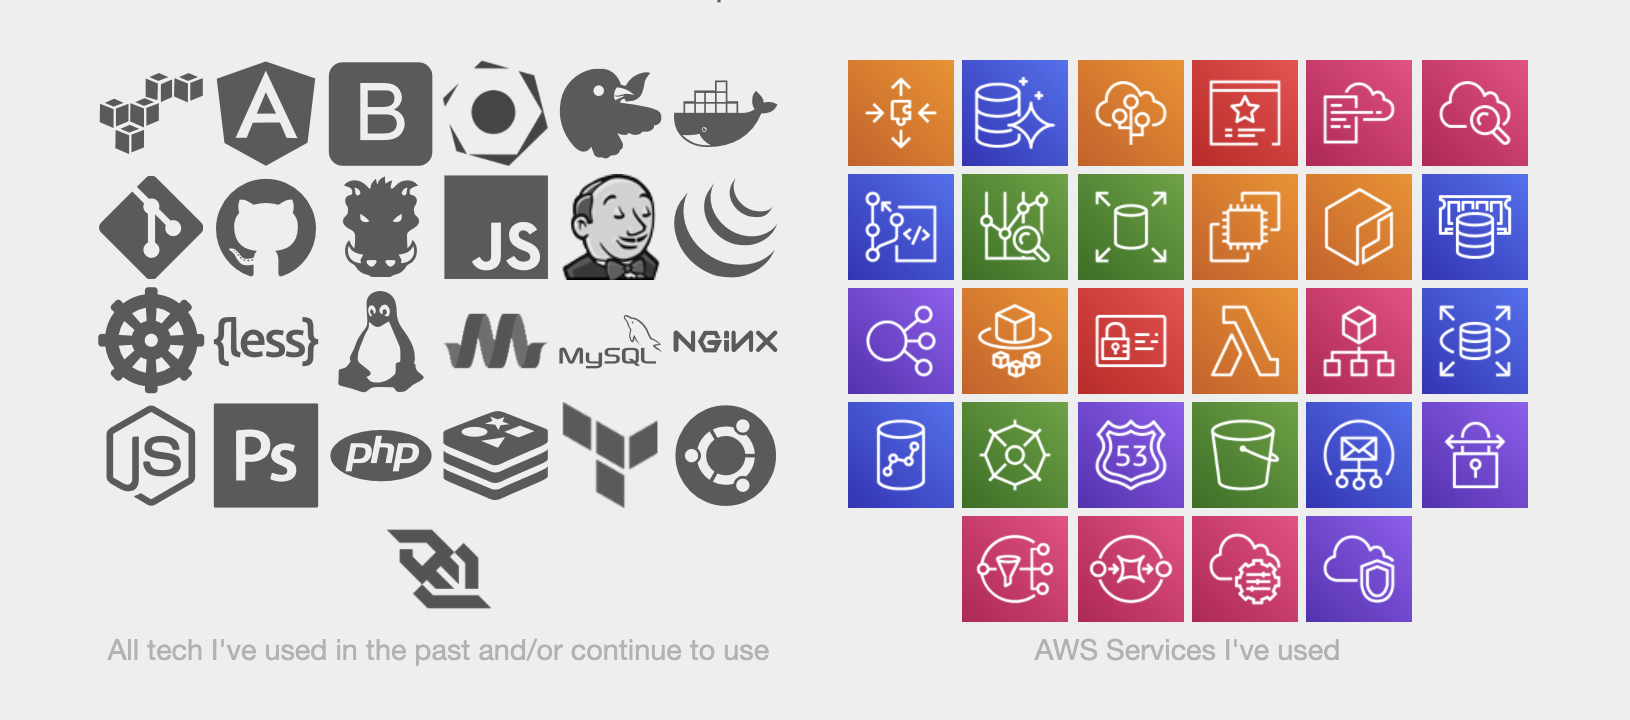 A
B
JS
{less}
MySQL
NGiNX
JS
Ps
php
53
All tech I've used in the past and/or continue to use
AWS Services I've used